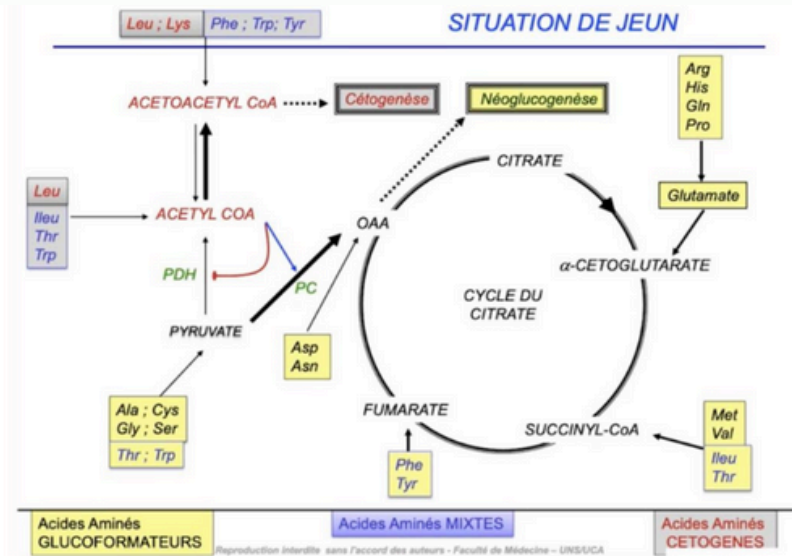 Leu ; Lys
Phe ; Trp; Tyr
SITUATION DE JEUN
ACETOACETYL CoA
Cétogenèse
Néoglucogenèse
Arg
His
Gln
Pro
CITRATE
Glutamate
Leu
Ileu
Thr
Trp
ACETYL COA
OAA
α-CETOGLUTARATE
PDH
PC
CYCLE DU
CITRATE
PYRUVATE
Asp
Asn
Ala ; Cys
Gly ; Ser
Thr ; Trp
FUMARATE
SUCCINYL-CoA
Phe
Tyr
Met
Val
Ileu
Thr
Acides Aminés
GLUCOFORMATEURS
Acides Aminés MIXTES
Acides Aminés
CETOGENES
Reproduction interdite sans l'accord des auteurs - Faculté de Médecine – UNS/UCA